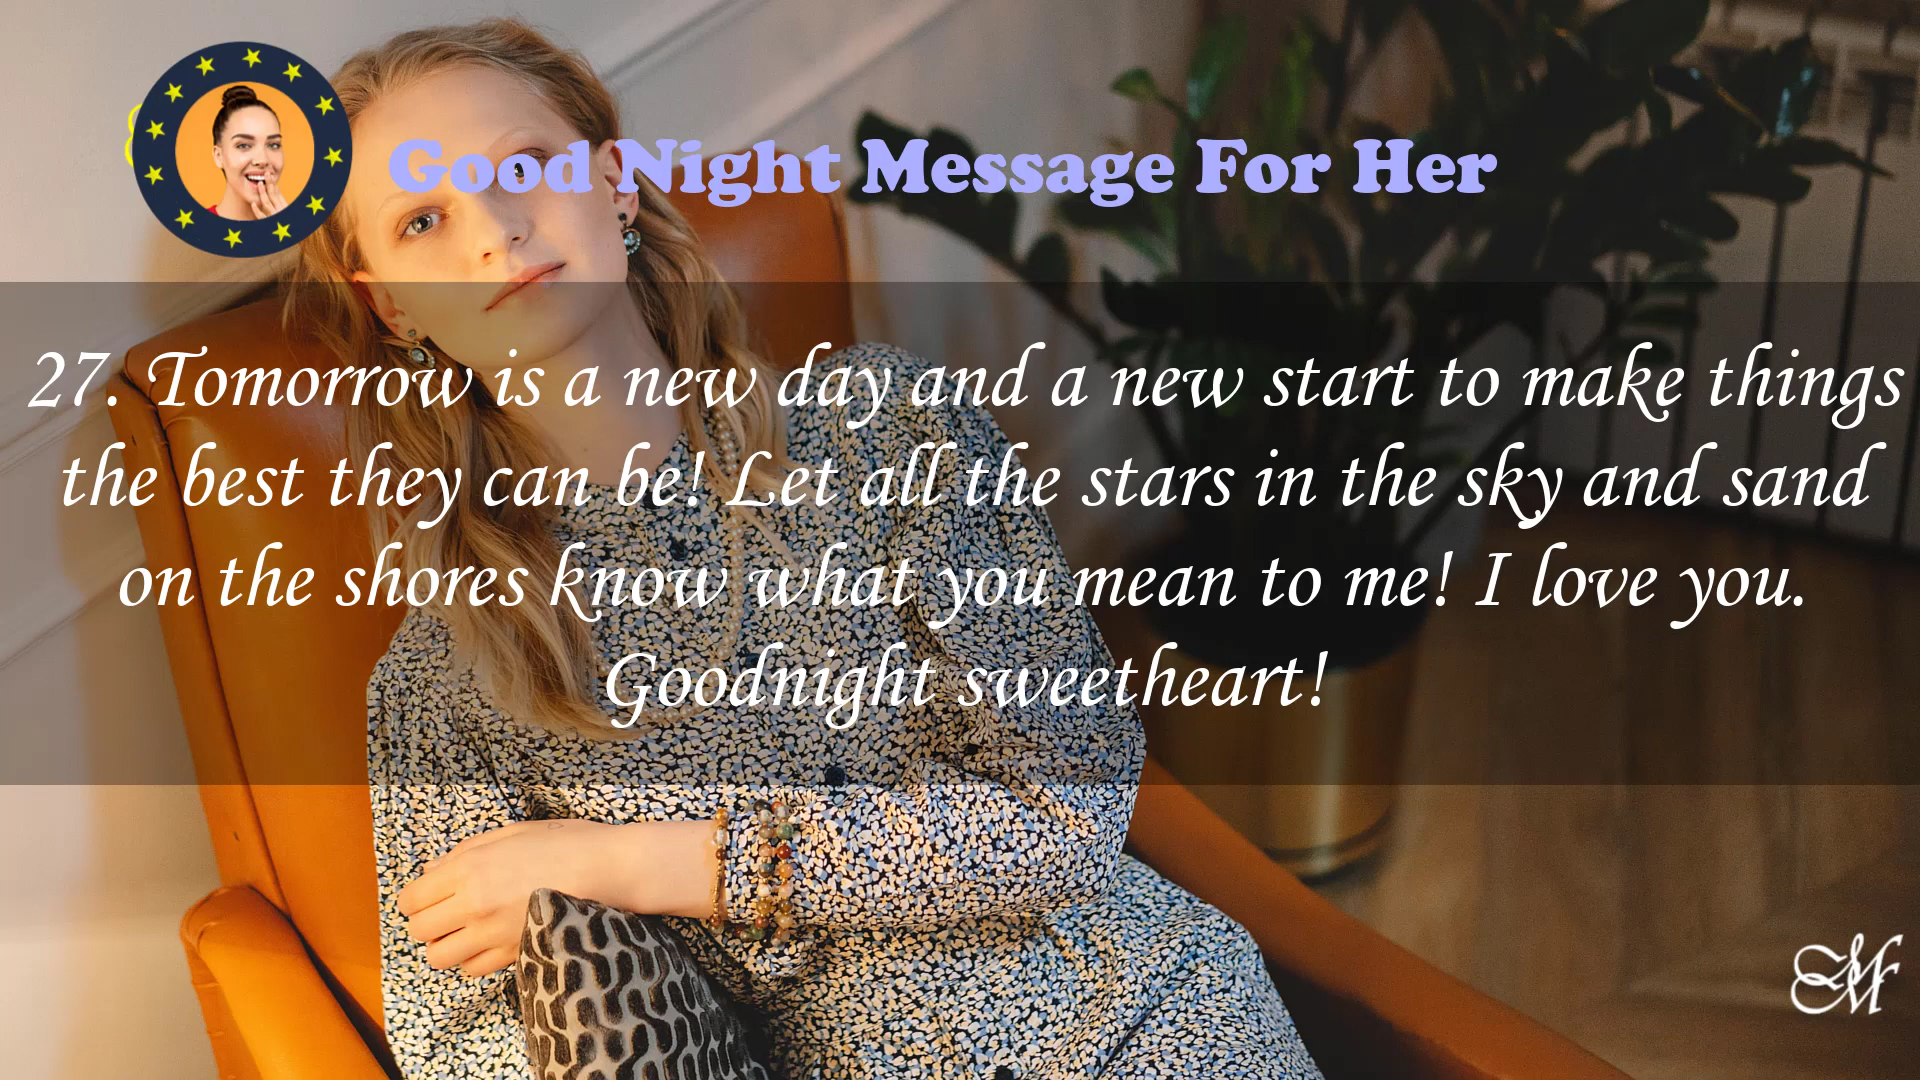 Good Night Message For Her
27. Tomorrow is a new day and a new start to make things
the best they can be! Let all the stars in the sky and sand
on the shores know what you mean to me! I love you.
Goodnight sweetheart!